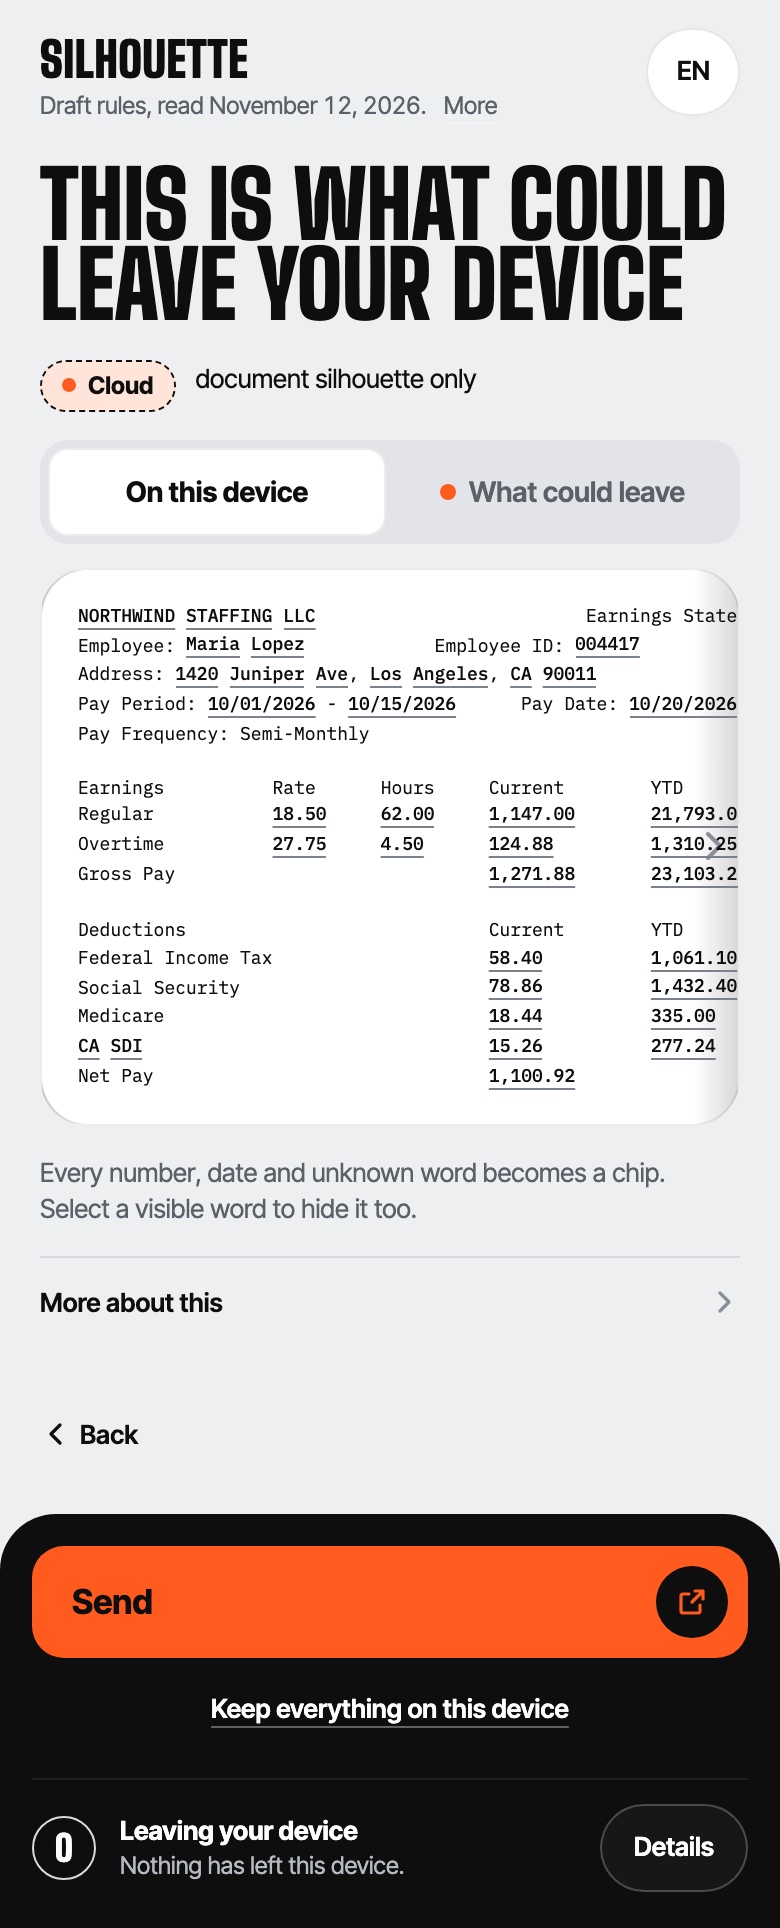 SILHOUETTE
EN
Draft rules, read November 12, 2026. More
THIS IS WHAT COULD
LEAVE YOUR DEVICE
Cloud document silhouette only
On this device What could leave
NORTHWIND STAFFING LLC Earnings State
Employee: Maria Lopez Employee ID: 004417
Address: 1420 Juniper Ave, Los Angeles, CA 90011
Pay Period: 10/01/2026 - 10/15/2026 Pay Date: 10/20/2026
Pay Frequency: Semi-Monthly
Earnings Rate Hours Current YTD
Regular 18.50 62.00 1,147.00 21,793.0
Overtime 27.75 4.50 124.88 1,310.25
Gross Pay 1,271.88 23,103.2
Deductions Current YTD
Federal Income Tax 58.40 1,061.10
Social Security 78.86 1,432.40
Medicare 18.44 335.00
CA SDI 15.26 277.24
Net Pay 1,100.92
Every number, date and unknown word becomes a chip.
Select a visible word to hide it too.
More about this
Back
Send
Keep everything on this device
0 Leaving your device
Nothing has left this device.
Details